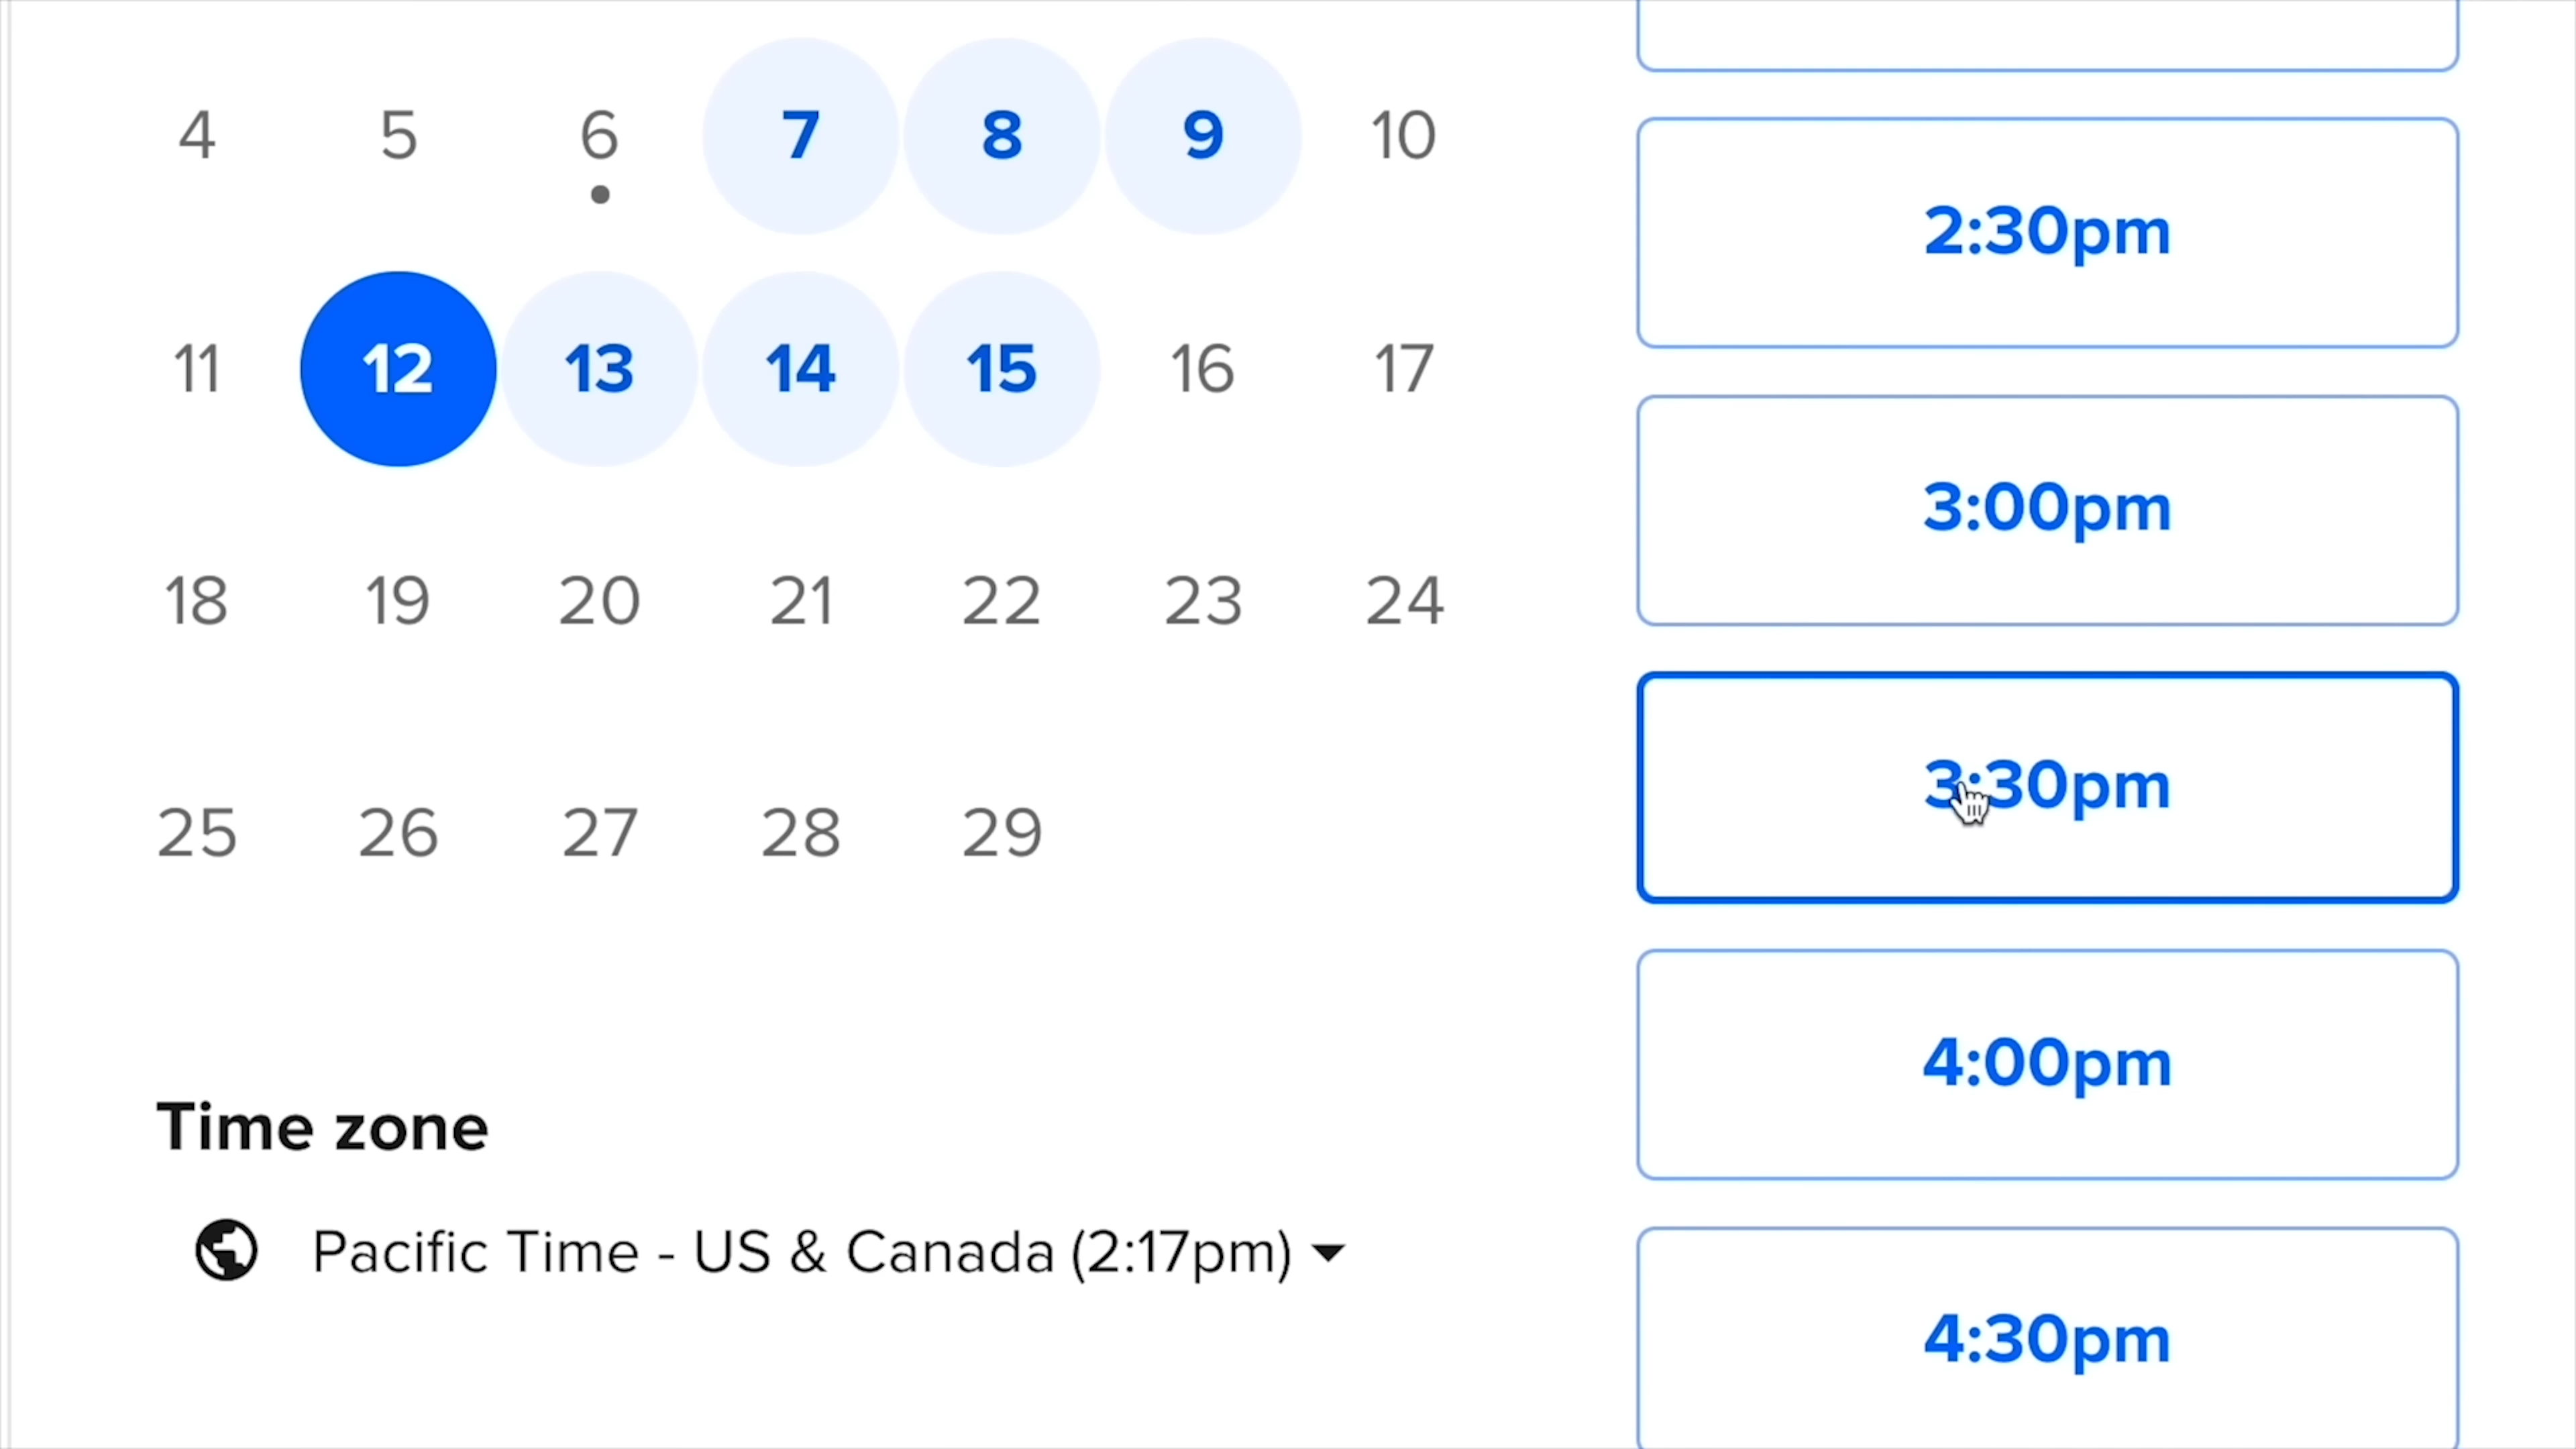 4 5 6 7 8 9 10
11 12 13 14 15 16 17
18 19 20 21 22 23 24
25 26 27 28 29
Time zone
Pacific Time - US & Canada (2:17pm)
2:30pm
3:00pm
3:30pm
4:00pm
4:30pm